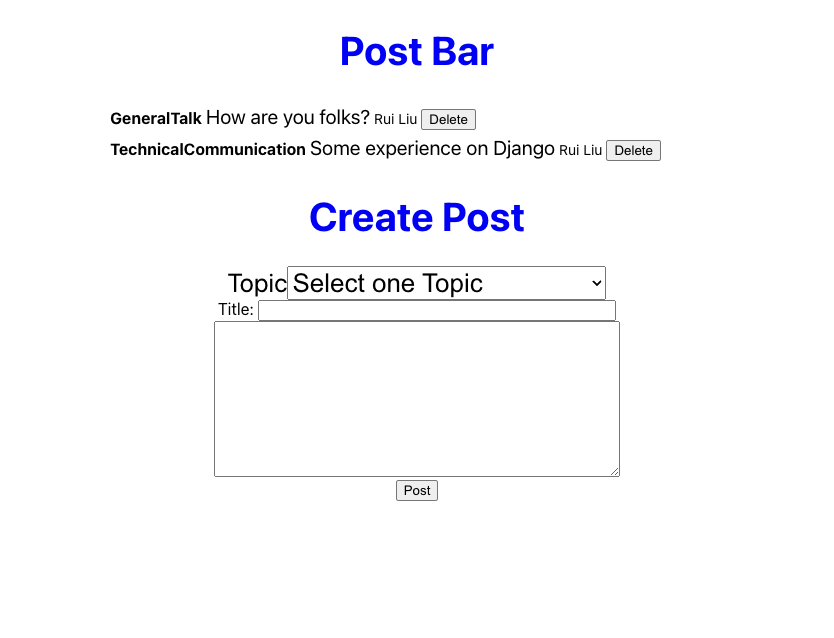 Post Bar
GeneralTalk How are you folks? Rui Liu Delete
TechnicalCommunication Some experience on Django Rui Liu Delete
Create Post
Topic Select one Topic
Title:
Post